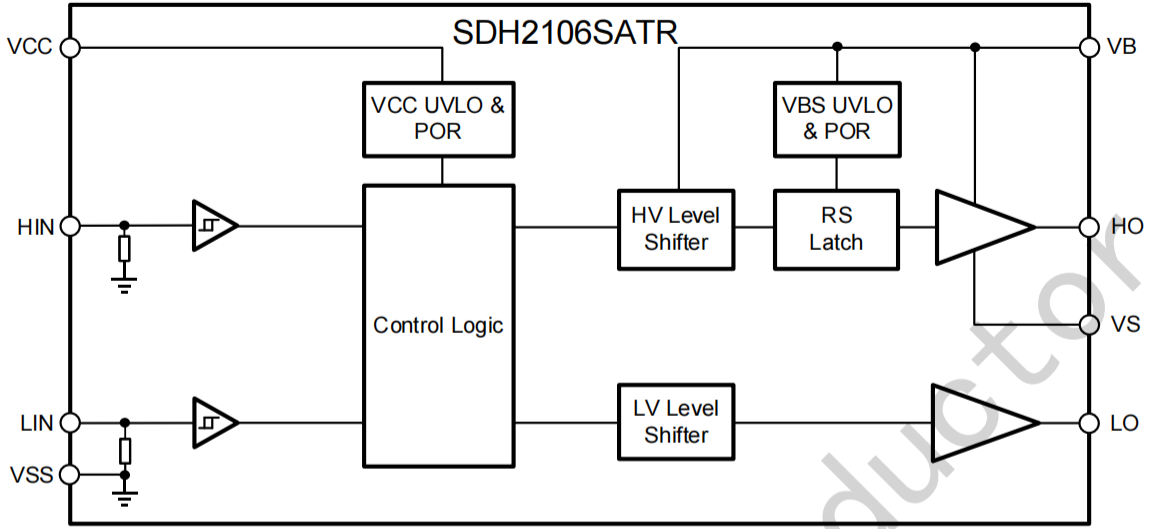 SDH2106SATR
VCC
VB
VCC UVLO &
POR
VBS UVLO
& POR
HIN
HV Level
Shifter
RS
Latch
HO
Control Logic
VS
LIN
LV Level
Shifter
LO
VSS
ductor